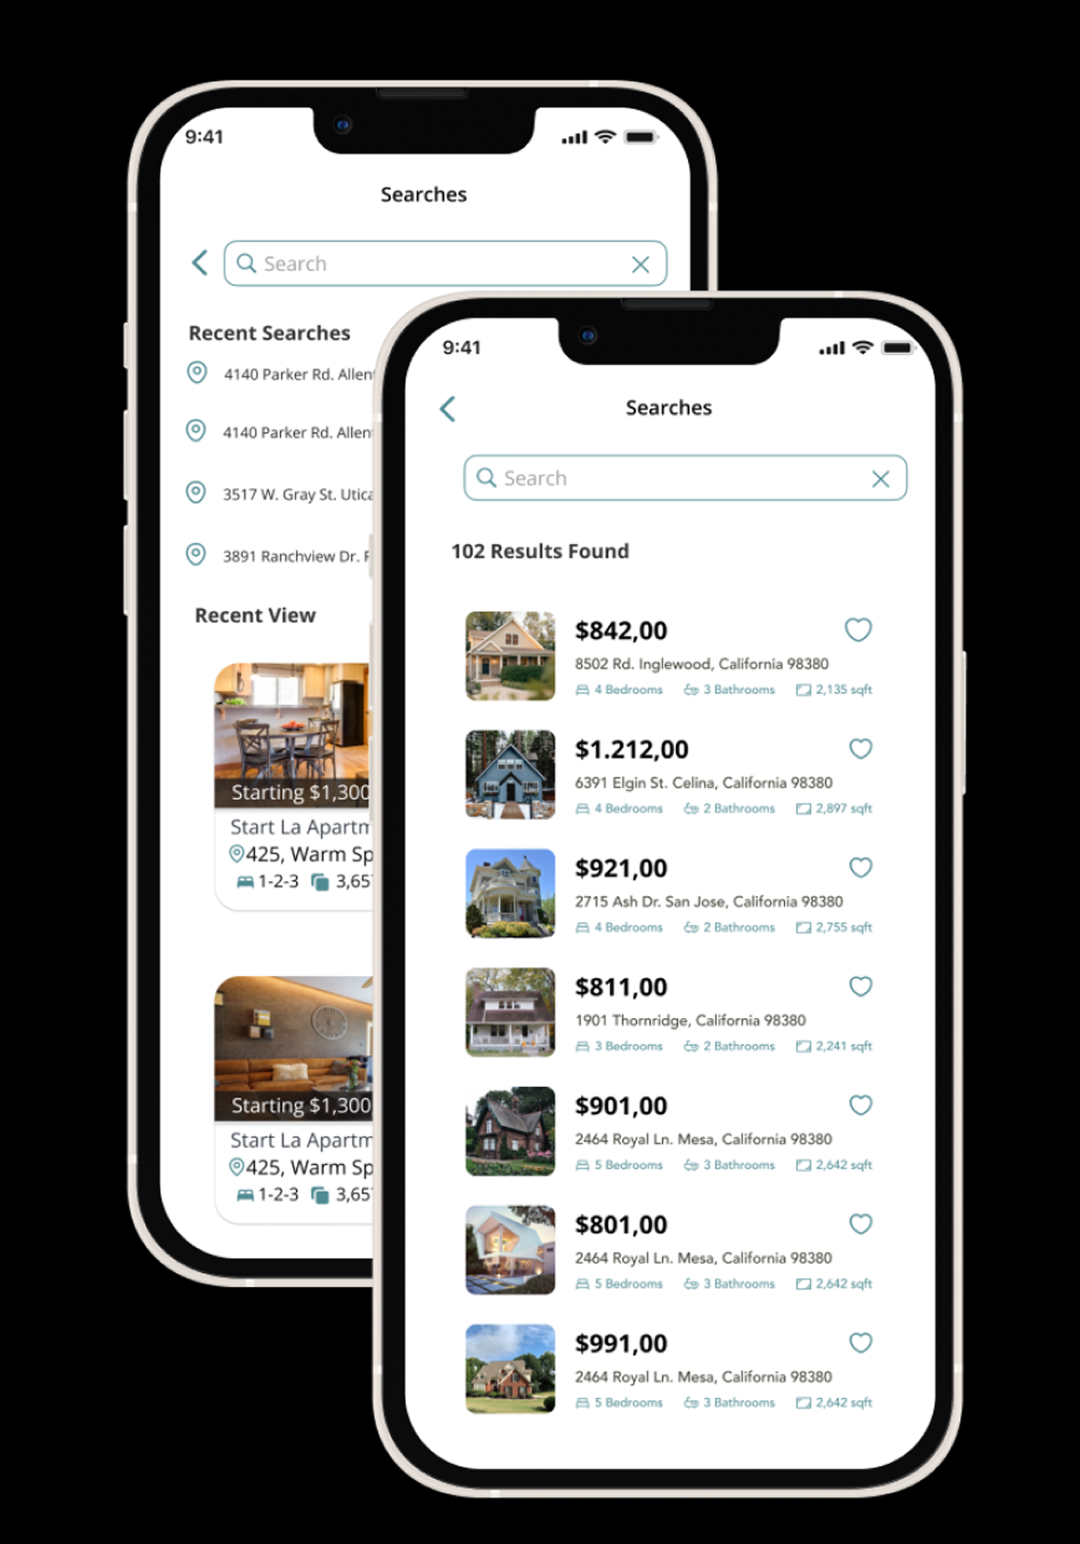 9:41
Searches
Search
Recent Searches
4140 Parker Rd. Allen
4140 Parker Rd. Allen
3517 W. Gray St. Utica
3891 Ranchview Dr.
Recent View
Starting $1,300
Start La Apartm
425, Warm Sp
1-2-3 3,65
Starting $1,300
Start La Apartm
425, Warm Sp
1-2-3 3,65
9:41
Searches
Search
102 Results Found
$842,00
8502 Rd. Inglewood, California 98380
4 Bedrooms 3 Bathrooms 2,135 sqft
$1.212,00
6391 Elgin St. Celina, California 98380
4 Bedrooms 2 Bathrooms 2,897 sqft
$921,00
2715 Ash Dr. San Jose, California 98380
4 Bedrooms 2 Bathrooms 2,755 sqft
$811,00
1901 Thornridge, California 98380
3 Bedrooms 2 Bathrooms 2,241 sqft
$901,00
2464 Royal Ln. Mesa, California 98380
5 Bedrooms 3 Bathrooms 2,642 sqft
$801,00
2464 Royal Ln. Mesa, California 98380
5 Bedrooms 3 Bathrooms 2,642 sqft
$991,00
2464 Royal Ln. Mesa, California 98380
5 Bedrooms 3 Bathrooms 2,642 sqft